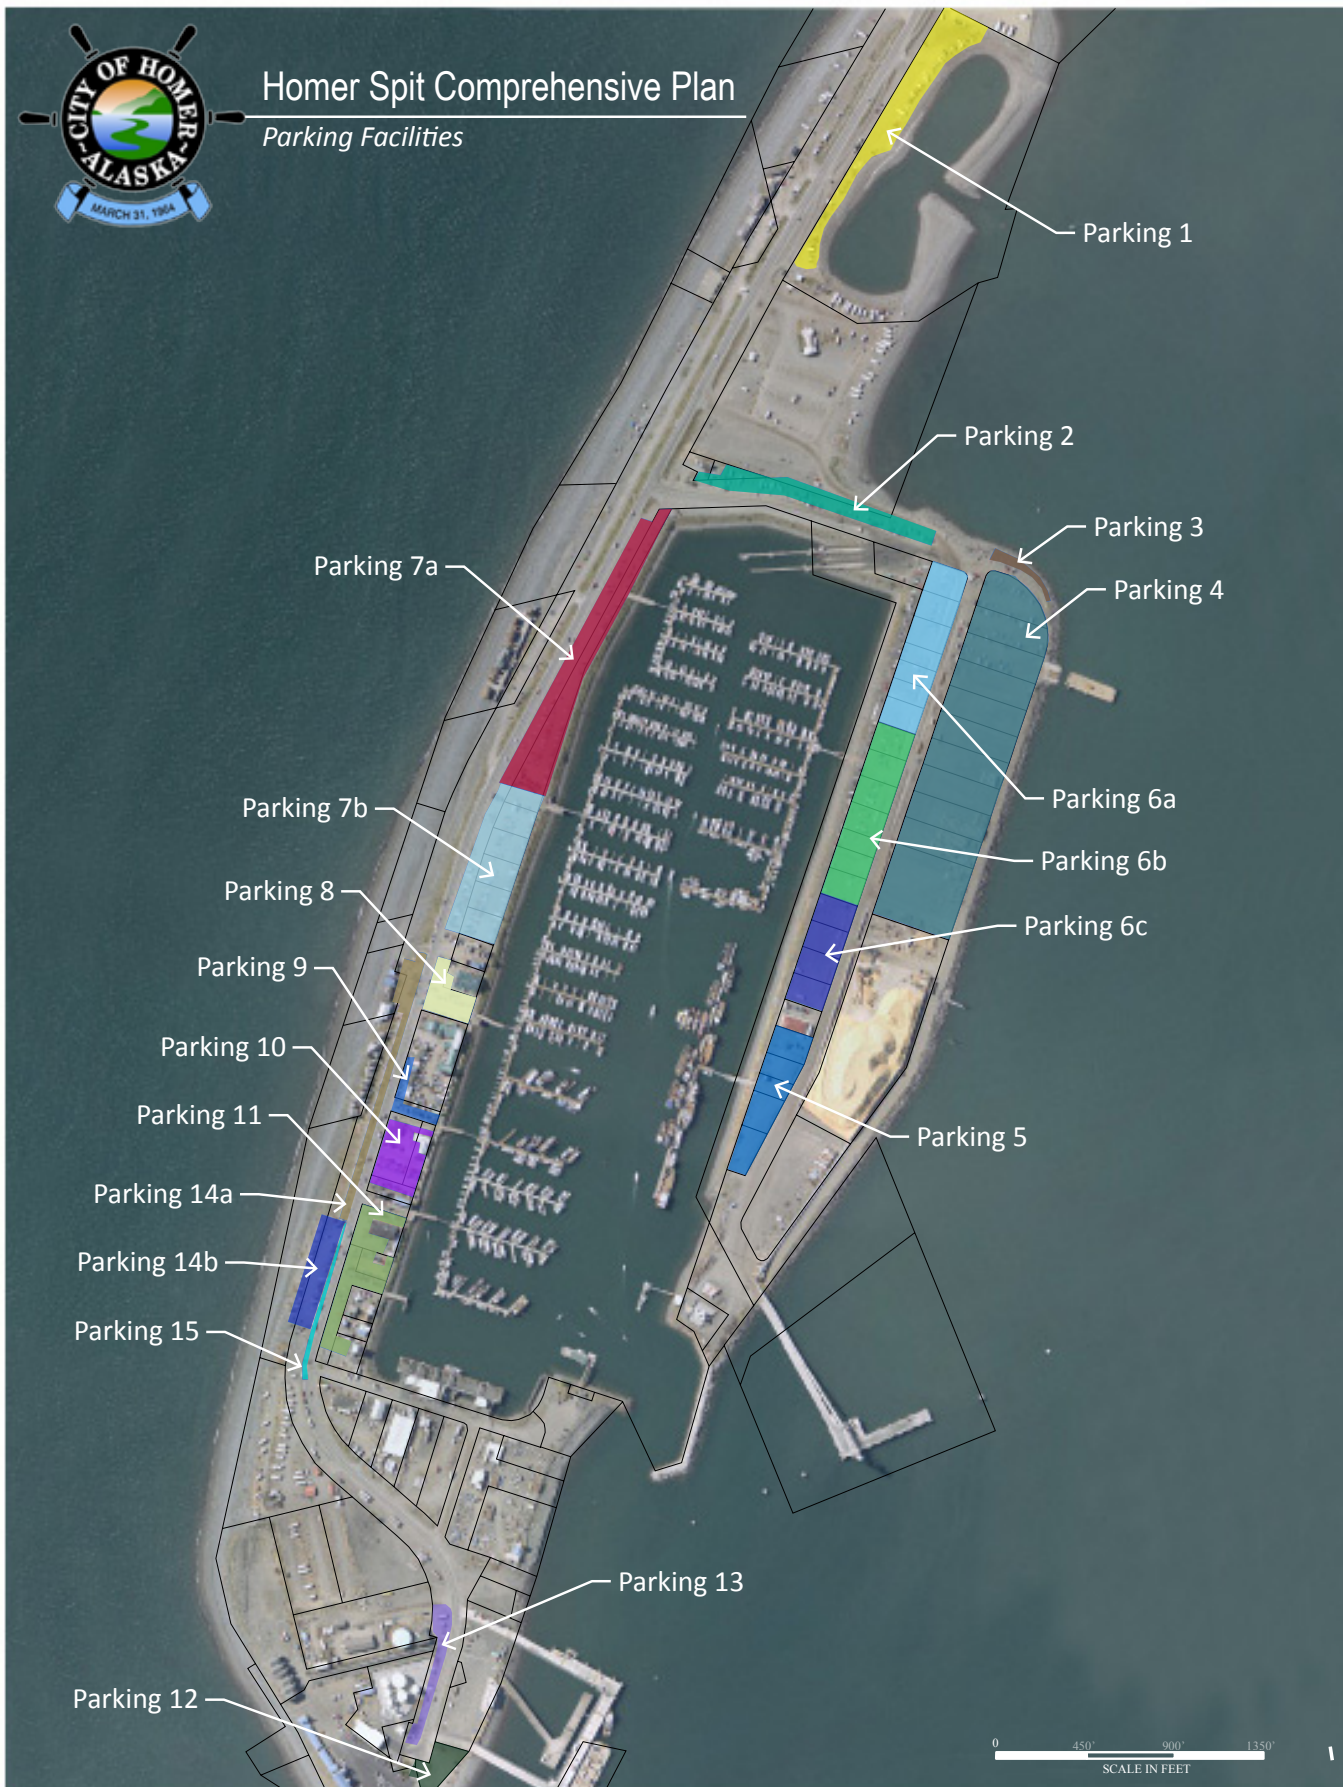 CITY OF HOMER
~ALASKA~
MARCH 31, 1964
Homer Spit Comprehensive Plan
Parking Facilities
Parking 1
Parking 2
Parking 3
Parking 4
Parking 7a
Parking 6a
Parking 7b
Parking 6b
Parking 8
Parking 6c
Parking 9
Parking 10
Parking 11
Parking 5
Parking 14a
Parking 14b
Parking 15
Parking 13
Parking 12
0 450` 900` 1350`
SCALE IN FEET